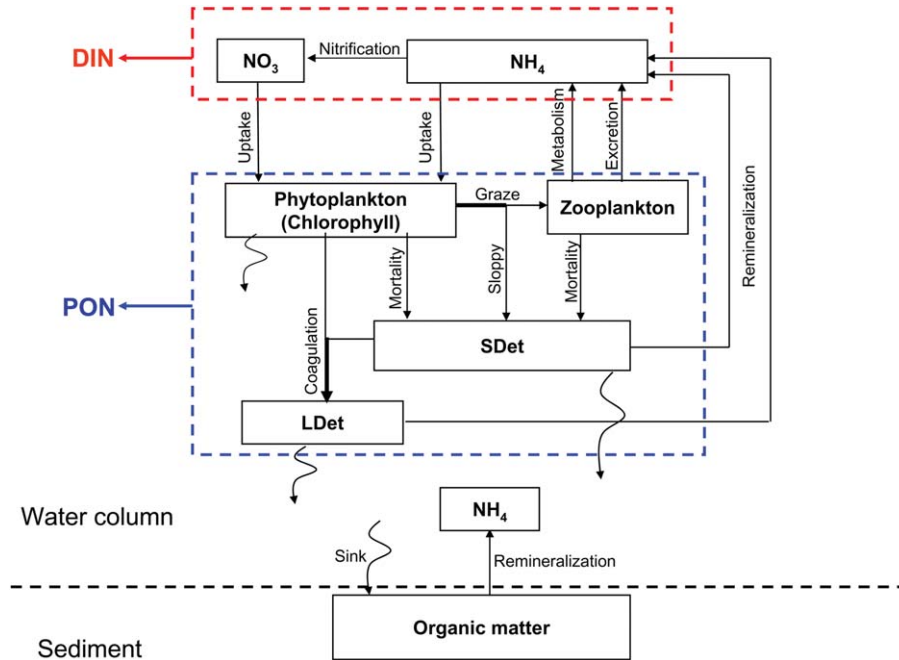 DIN
NO₃
Nitrification
NH₄
Uptake
Uptake
Metabolism
Excretion
Remineralization
Phytoplankton
(Chlorophyll)
Graze
Zooplankton
Mortality
Sloppy
Mortality
PON
Coagulation
SDet
LDet
Water column
NH₄
Sink
Remineralization
Organic matter
Sediment